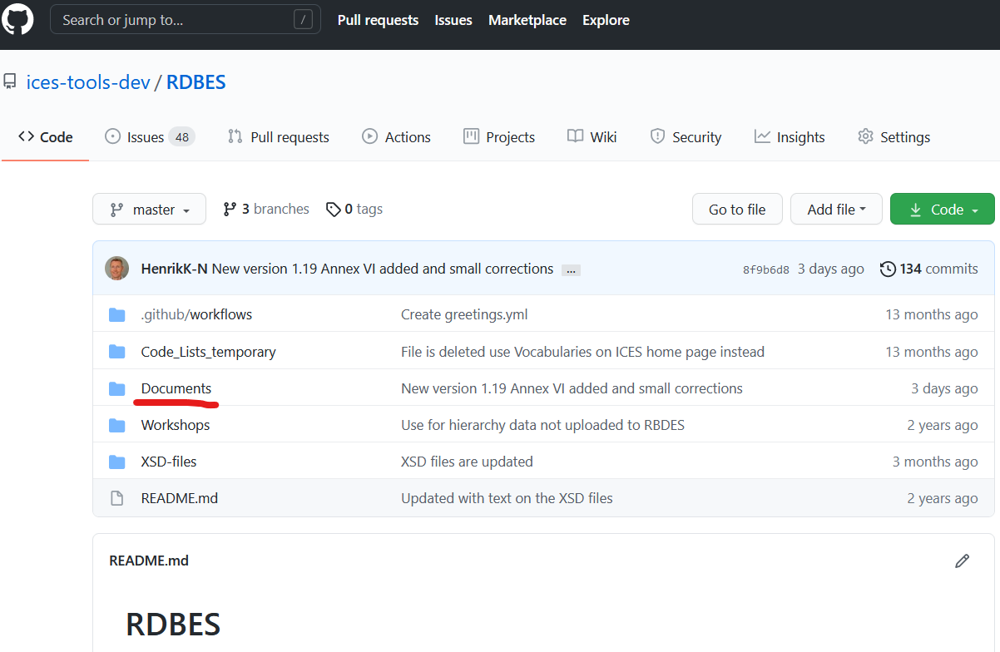 Search or jump to... / Pull requests Issues Marketplace Explore
ices-tools-dev / RDBES
Code Issues 48 Pull requests Actions Projects Wiki Security Insights Settings
master 3 branches 0 tags Go to file Add file Code
HenrikK-N New version 1.19 Annex VI added and small corrections ... 8f9b6d8 3 days ago 134 commits
.github/workflows Create greetings.yml 13 months ago
Code_Lists_temporary File is deleted use Vocabularies on ICES home page instead 13 months ago
Documents New version 1.19 Annex VI added and small corrections 3 days ago
Workshops Use for hierarchy data not uploaded to RBDES 2 years ago
XSD-files XSD files are updated 3 months ago
README.md Updated with text on the XSD files 2 years ago
README.md
RDBES